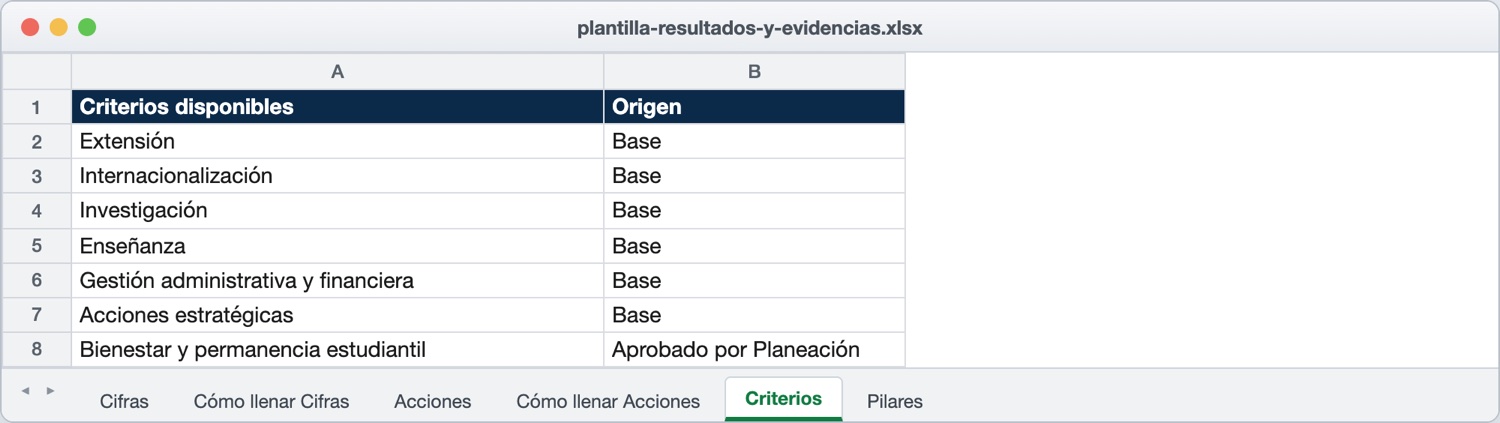 plantilla-resultados-y-evidencias.xlsx
A B
1 Criterios disponibles Origen
2 Extensión Base
3 Internacionalización Base
4 Investigación Base
5 Enseñanza Base
6 Gestión administrativa y financiera Base
7 Acciones estratégicas Base
8 Bienestar y permanencia estudiantil Aprobado por Planeación
Cifras Cómo llenar Cifras Acciones Cómo llenar Acciones Criterios Pilares